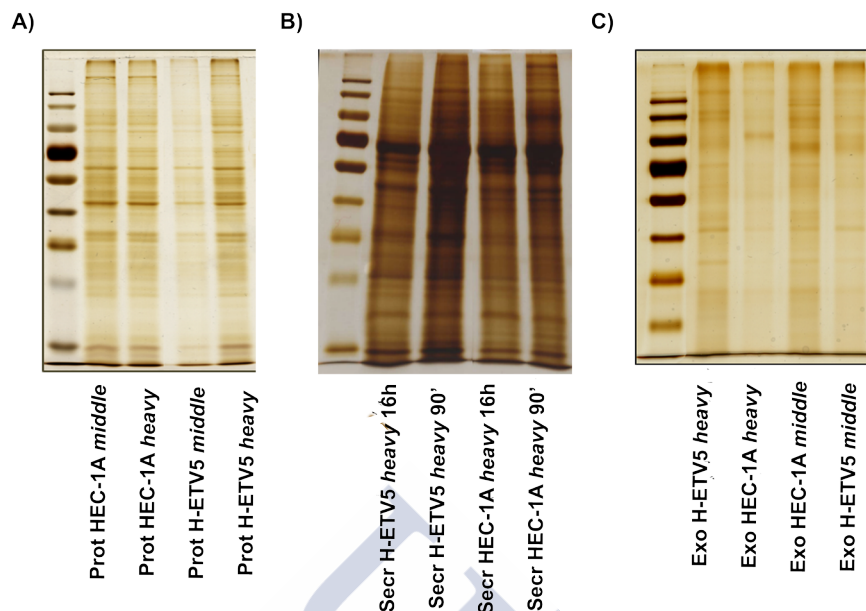 A)
B)
C)
Prot HEC-1A middle
Prot HEC-1A heavy
Prot H-ETV5 middle
Prot H-ETV5 heavy
Secr H-ETV5 heavy 16h
Secr H-ETV5 heavy 90’
Secr HEC-1A heavy 16h
Secr HEC-1A heavy 90’
Exo H-ETV5 heavy
Exo HEC-1A heavy
Exo HEC-1A middle
Exo H-ETV5 middle